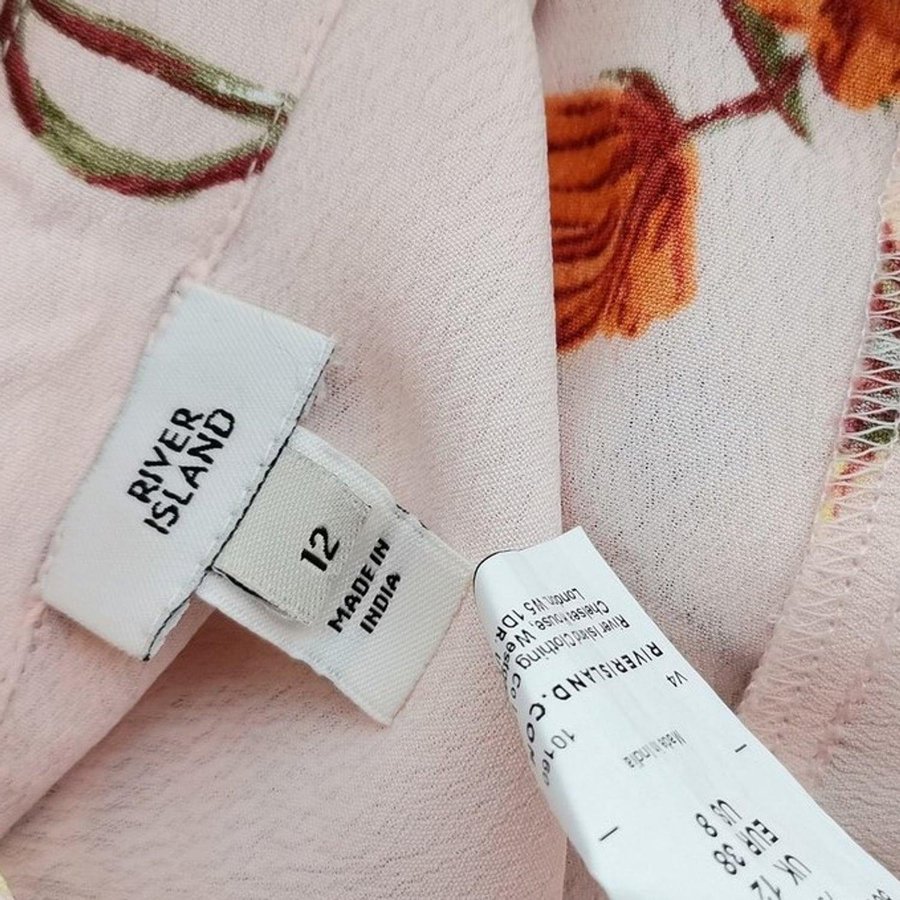 RIVER
ISLAND
12
MADE IN
INDIA
River Island Clothing Co
Chelsea House, West
London, W5 1DR
RIVERISLAND.COM
V4
Made in India
US 8
EUR 38
UK 12